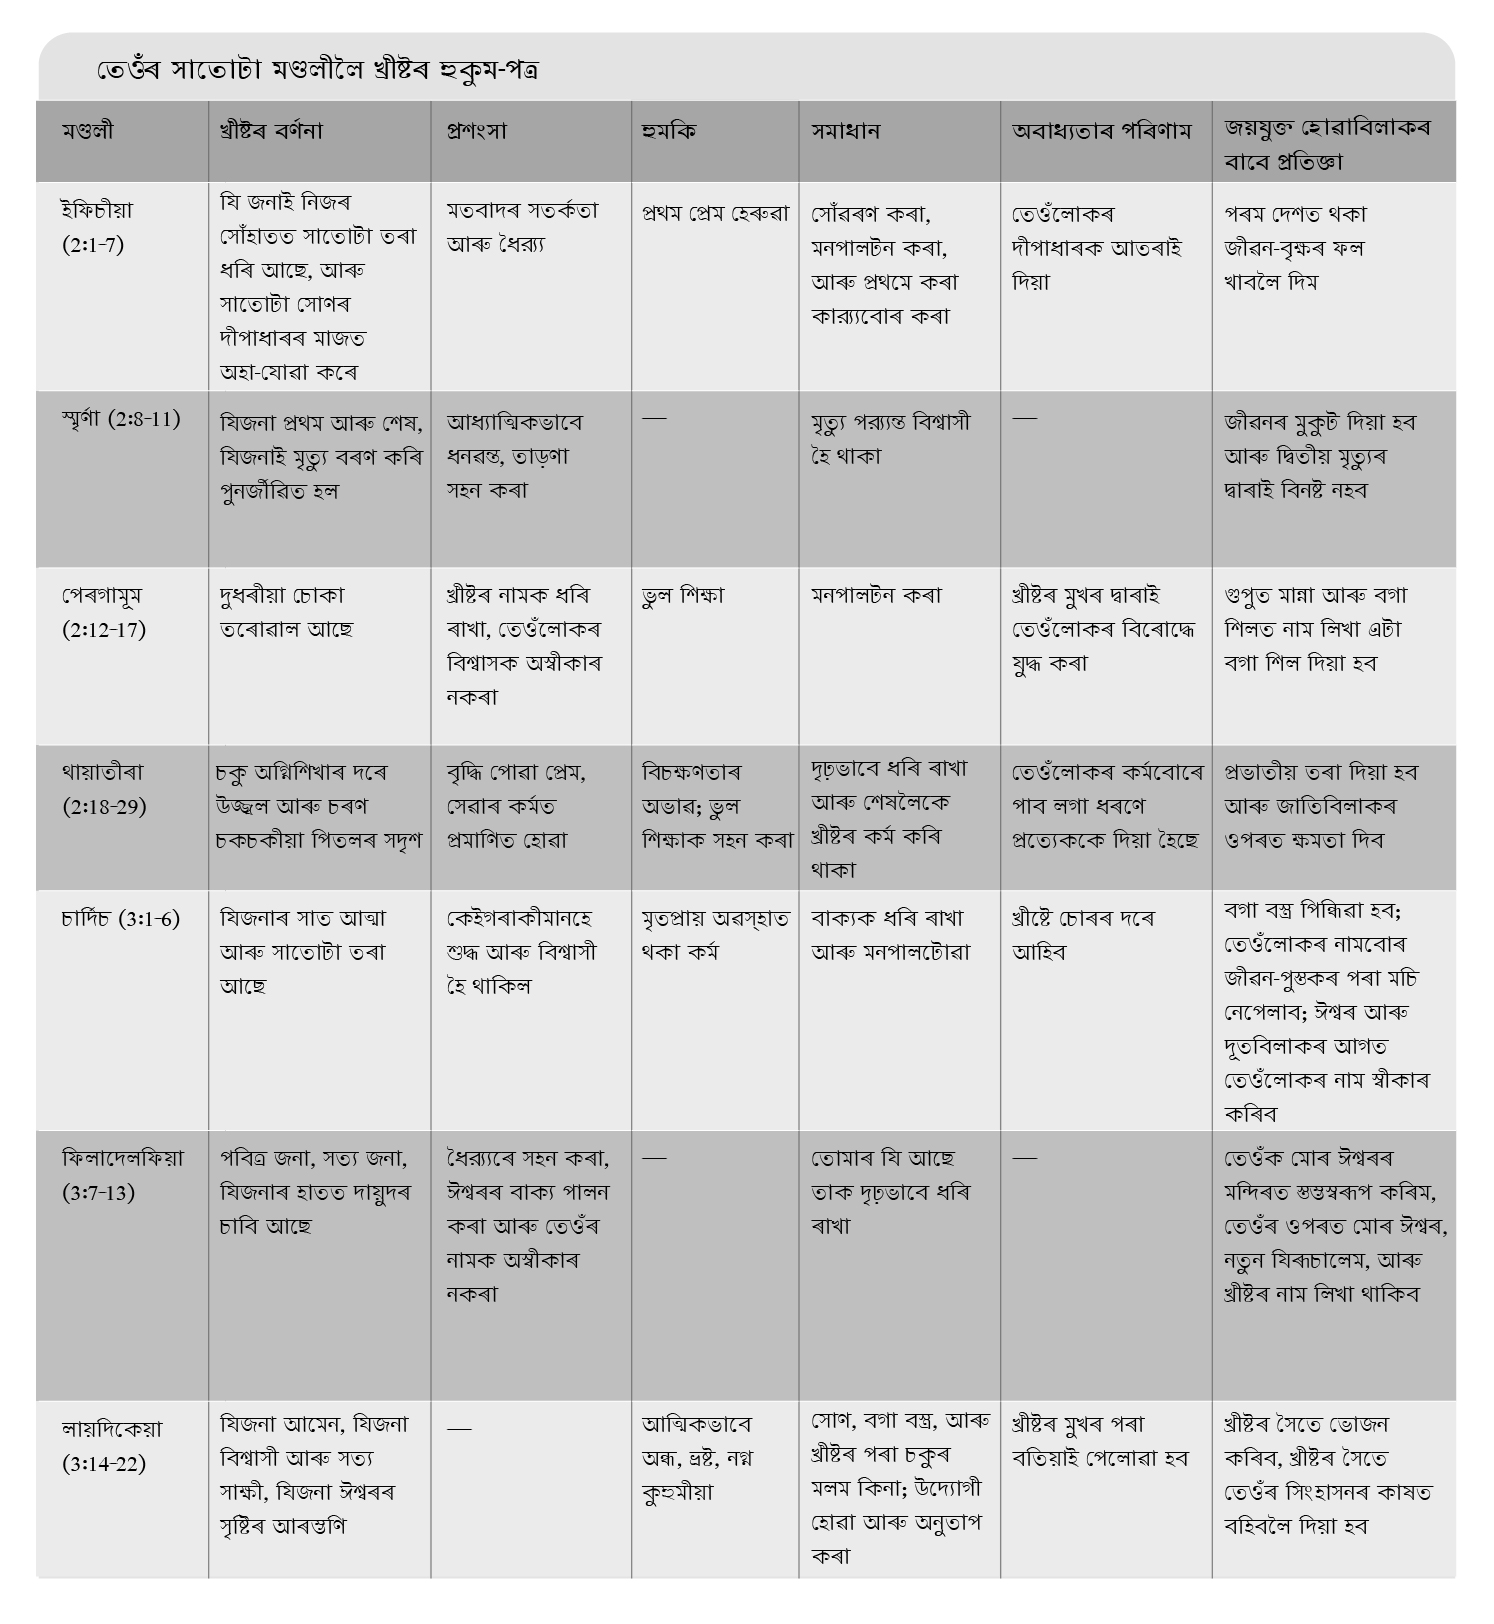 তেওঁৰ সাতোটা মণ্ডলীলৈ খ্ৰীষ্টৰ হুকুম-পত্ৰ
মণ্ডলী
খ্ৰীষ্টৰ বৰ্ণনা
প্ৰশংসা
হুমকি
সমাধান
অবাধ্যতাৰ পৰিণাম
জয়যুক্ত হোৱাবিলাকৰ
বাবে প্ৰতিজ্ঞা
ইফিচীয়া
(2:1-7)
যি জনাই নিজৰ
সোঁহাতত সাতোটা তৰা
ধৰি আছে, আৰু
সাতোটা সোণৰ
দীপাধাৰৰ মাজত
অহা-যোৱা কৰে
মতবাদৰ সতৰ্কতা
আৰু ধৈৰ্য্য
প্ৰথম প্ৰেম হেৰুৱা
সোঁৱৰণ কৰা,
মনপালটন কৰা,
আৰু প্ৰথমে কৰা
কাৰ্য্যবোৰ কৰা
তেওঁলোকৰ
দীপাধাৰক আতৰাই
দিয়া
পৰম দেশত থকা
জীৱন-বৃক্ষৰ ফল
খাবলৈ দিম
স্মূৰ্ণা (2:8-11)
যিজনা প্ৰথম আৰু শেষ,
যিজনাই মৃত্যু বৰণ কৰি
পুনৰ্জীৱিত হল
আধ্যাত্মিকভাবে
ধনৱন্ত, তাড়ণা
সহন কৰা
—
মৃত্যু পৰ্য্যন্ত বিশ্বাসী
হৈ থাকা
—
জীৱনৰ মুকুট দিয়া হব
আৰু দ্বিতীয় মৃত্যুৰ
দ্বাৰাই বিনষ্ট নহব
পেৰগামূম
(2:12-17)
দুধৰীয়া চোকা
তৰোৱাল আছে
খ্ৰীষ্টৰ নামক ধৰি
ৰাখা, তেওঁলোকৰ
বিশ্বাসক অস্বীকাৰ
নকৰা
ভুল শিক্ষা
মনপালটন কৰা
খ্ৰীষ্টৰ মুখৰ দ্বাৰাই
তেওঁলোকৰ বিৰোদ্ধে
যুদ্ধ কৰা
গুপুত মান্না আৰু বগা
শিলত নাম লিখা এটা
বগা শিল দিয়া হব
থায়াতীৰা
(2:18-29)
চকু অগ্নিশিখাৰ দৰে
উজ্জ্বল আৰু চৰণ
চকচকীয়া পিতলৰ সদৃশ
বৃদ্ধি পোৱা প্ৰেম,
সেৱাৰ কৰ্মত
প্ৰমাণিত হোৱা
বিচক্ষণতাৰ
অভাৱ; ভুল
শিক্ষাক সহন কৰা
দৃঢ়ভাবে ধৰি ৰাখা
আৰু শেষলৈকে
খ্ৰীষ্টৰ কৰ্ম কৰি
থাকা
তেওঁলোকৰ কৰ্মবোৰে
পাব লগা ধৰণে
প্ৰত্যেককে দিয়া হৈছে
প্ৰভাতীয় তৰা দিয়া হব
আৰু জাতিবিলাকৰ
ওপৰত ক্ষমতা দিব
চাৰ্দিচ (3:1-6)
যিজনাৰ সাত আত্মা
আৰু সাতোটা তৰা
আছে
কেইগৰাকীমানহে
শুদ্ধ আৰু বিশ্বাসী
হৈ থাকিল
মৃতপ্ৰায় অৱস্হাত
থকা কৰ্ম
বাক্যক ধৰি ৰাখা
আৰু মনপালটোৱা
খ্ৰীষ্টে চোৰৰ দৰে
আহিব
বগা বস্ত্ৰ পিন্ধিৱা হব;
তেওঁলোকৰ নামবোৰ
জীৱন-পুস্তকৰ পৰা মচি
নেপেলাব; ঈশ্বৰ আৰু
দূতবিলাকৰ আগত
তেওঁলোকৰ নাম স্বীকাৰ
কৰিব
ফিলাদেলফিয়া
(3:7-13)
পবিত্ৰ জনা, সত্য জনা,
যিজনাৰ হাতত দায়ুদৰ
চাবি আছে
ধৈৰ্য্যৰে সহন কৰা,
ঈশ্বৰৰ বাক্য পালন
কৰা আৰু তেওঁৰ
নামক অস্বীকাৰ
নকৰা
—
তোমাৰ যি আছে
তাক দৃঢ়ভাবে ধৰি
ৰাখা
—
তেওঁক মোৰ ঈশ্বৰৰ
মন্দিৰত স্তম্ভস্বৰূপ কৰিম,
তেওঁৰ ওপৰত মোৰ ঈশ্বৰ,
নতুন যিৰূচালেম, আৰু
খ্ৰীষ্টৰ নাম লিখা থাকিব
লায়দিকেয়া
(3:14-22)
যিজনা আমেন, যিজনা
বিশ্বাসী আৰু সত্য
সাক্ষী, যিজনা ঈশ্বৰৰ
সৃষ্টিৰ আৰম্ভণি
—
আত্মিকভাবে
অন্ধ, ভ্ৰষ্ট, নগ্ন
কুহুমীয়া
সোণ, বগা বস্ত্ৰ, আৰু
খ্ৰীষ্টৰ পৰা চকুৰ
মলম কিনা; উদ্যোগী
হোৱা আৰু অনুতাপ
কৰা
খ্ৰীষ্টৰ মুখৰ পৰা
বতিয়াই পেলোৱা হব
খ্ৰীষ্টৰ সৈতে ভোজন
কৰিব, খ্ৰীষ্টৰ সৈতে
তেওঁৰ সিংহাসনৰ কাষত
বহিবলৈ দিয়া হব